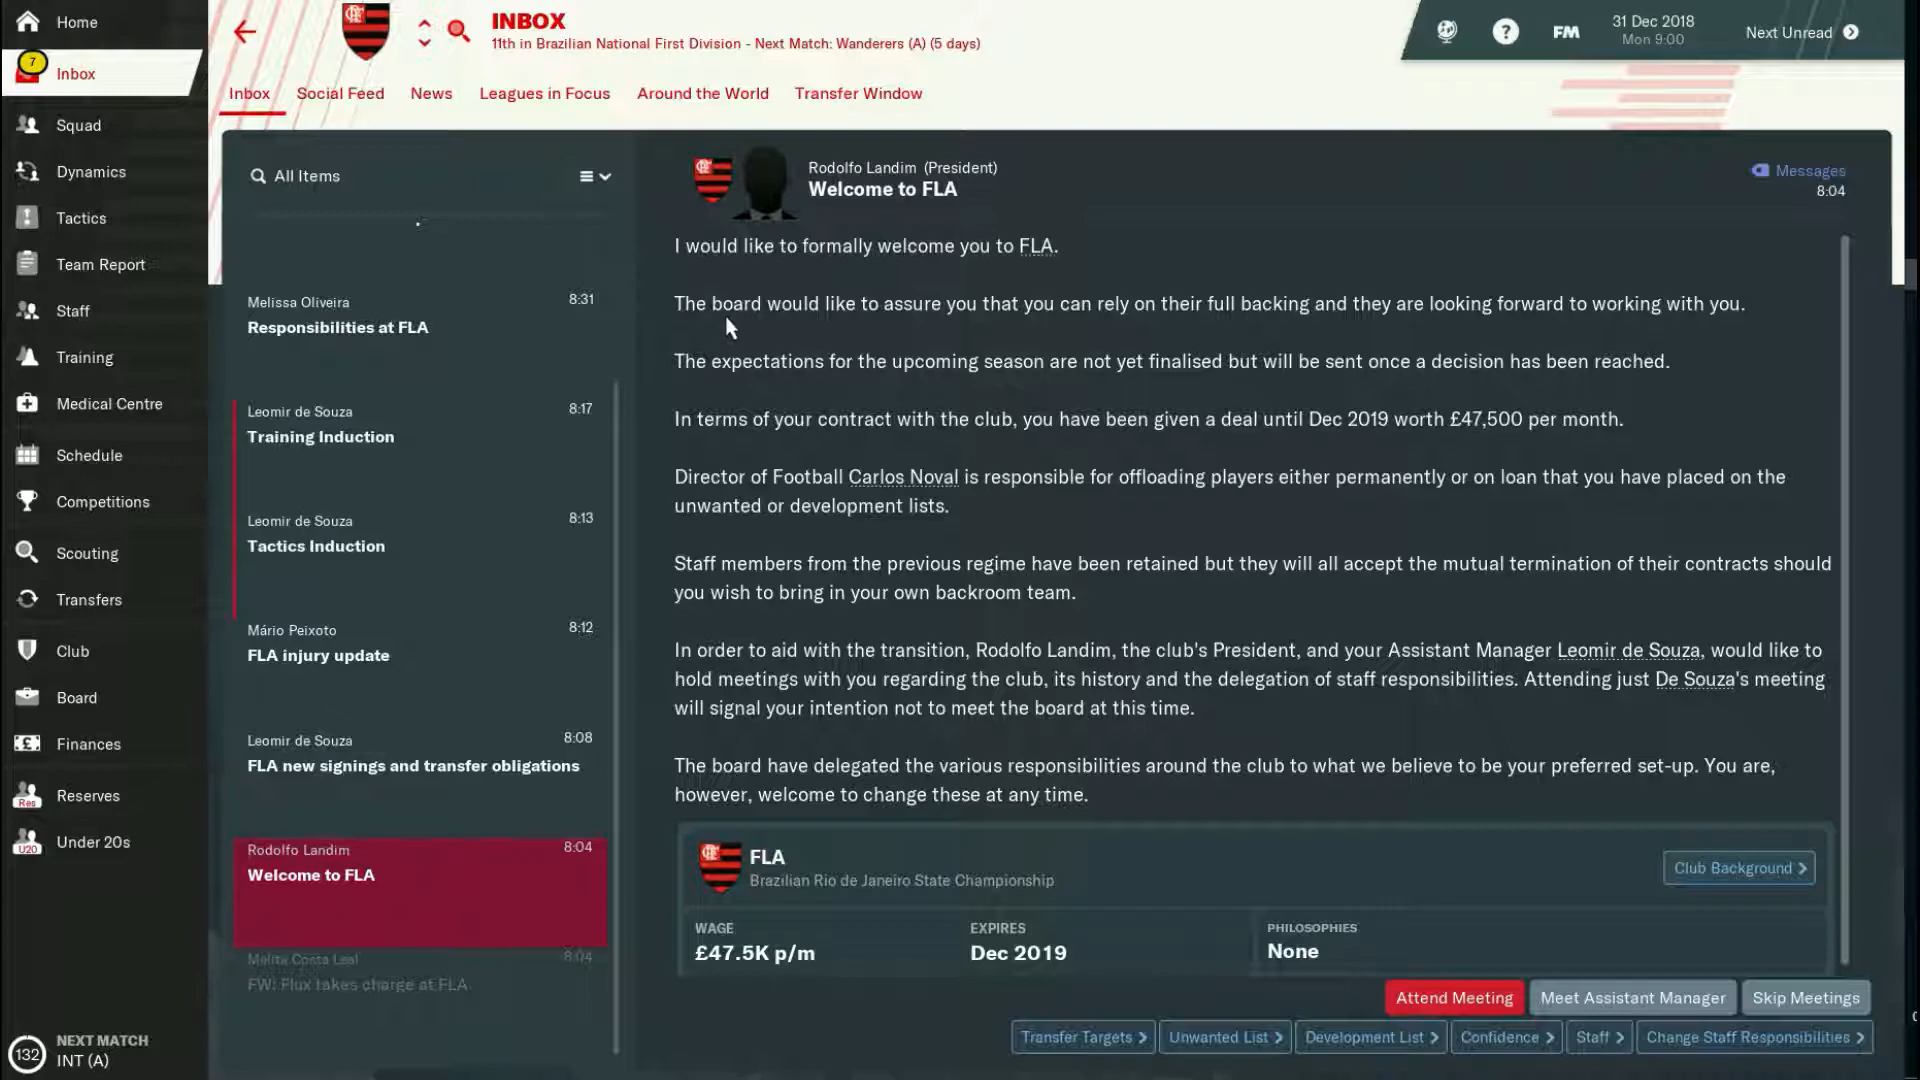 Home
7
Inbox
Squad
Dynamics
Tactics
Team Report
Staff
Training
Medical Centre
Schedule
Competitions
Scouting
Transfers
Club
Board
Finances
Res
Reserves
U20
Under 20s
132
NEXT MATCH
INT (A)
INBOX
11th in Brazilian National First Division - Next Match: Wanderers (A) (5 days)
?
FM
31 Dec 2018
Mon 9:00
Next Unread
Inbox
Social Feed
News
Leagues in Focus
Around the World
Transfer Window
All Items
Melissa Oliveira
8:31
Responsibilities at FLA
Leomir de Souza
8:17
Training Induction
Leomir de Souza
8:13
Tactics Induction
Mário Peixoto
8:12
FLA injury update
Leomir de Souza
8:08
FLA new signings and transfer obligations
Rodolfo Landim
8:04
Welcome to FLA
Melita Costa Leal
8:04
FW: Flux takes charge at FLA
Rodolfo Landim (President)
Welcome to FLA
Messages
8:04
I would like to formally welcome you to FLA.
The board would like to assure you that you can rely on their full backing and they are looking forward to working with you.
The expectations for the upcoming season are not yet finalised but will be sent once a decision has been reached.
In terms of your contract with the club, you have been given a deal until Dec 2019 worth £47,500 per month.
Director of Football Carlos Noval is responsible for offloading players either permanently or on loan that you have placed on the
unwanted or development lists.
Staff members from the previous regime have been retained but they will all accept the mutual termination of their contracts should
you wish to bring in your own backroom team.
In order to aid with the transition, Rodolfo Landim, the club's President, and your Assistant Manager Leomir de Souza, would like to
hold meetings with you regarding the club, its history and the delegation of staff responsibilities. Attending just De Souza's meeting
will signal your intention not to meet the board at this time.
The board have delegated the various responsibilities around the club to what we believe to be your preferred set-up. You are,
however, welcome to change these at any time.
FLA
Brazilian Rio de Janeiro State Championship
Club Background
WAGE
£47.5K p/m
EXPIRES
Dec 2019
PHILOSOPHIES
None
Attend Meeting
Meet Assistant Manager
Skip Meetings
Transfer Targets
Unwanted List
Development List
Confidence
Staff
Change Staff Responsibilities